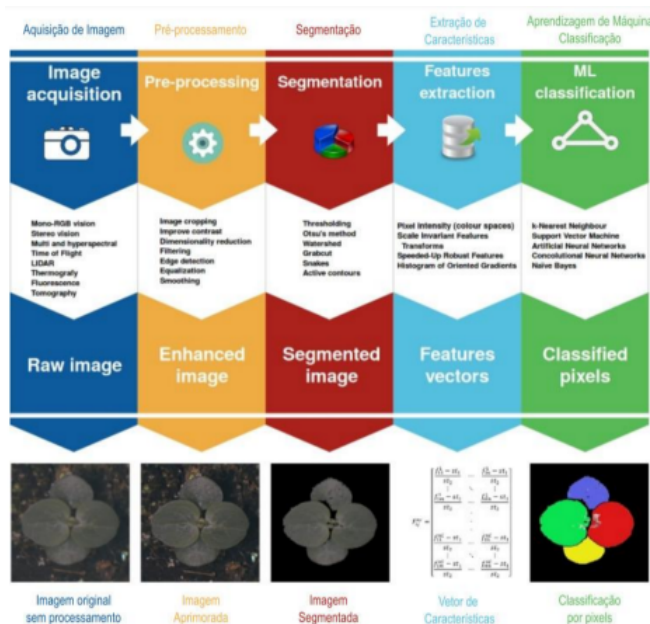 Aquisição de Imagem
Pré-processamento
Segmentação
Extração de
Características
Aprendizagem de Máquina
Classificação
Image
acquisition
Pre-processing
Segmentation
Features
extraction
ML
classification
Mono-RGB vision
Stereo vision
Multi and hyperspectral
Time of Flight
LIDAR
Thermografy
Fluorescence
Tomography
Image cropping
Improve contrast
Dimensionality reduction
Filtering
Edge detection
Equalization
Smoothing
Thresholding
Otsu's method
Watershed
Grabcut
Snakes
Active contours
Pixel intensity (colour spaces)
Scale Invariant Features
Transforms
Speeded-Up Robust Features
Histogram of Oriented Gradients
k-Nearest Neighbour
Support Vector Machine
Artificial Neural Networks
Concolutional Neural Networks
Naïve Bayes
Raw image
Enhanced
image
Segmented
image
Features
vectors
Classified
pixels
Imagem original
sem processamento
Imagem
Aprimorada
Imagem
Segmentada
Vetor de
Características
Classificação
por pixels